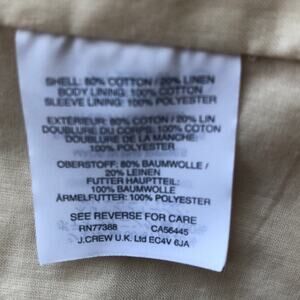 SHELL: 80% COTTON / 20% LINEN
BODY LINING: 100% COTTON
SLEEVE LINING: 100% POLYESTER
EXTÉRIEUR: 80% COTON / 20% LIN
DOUBLURE DU CORPS: 100% COTON
DOUBLURE DE LA MANCHE:
100% POLYESTER
OBERSTOFF: 80% BAUMWOLLE /
20% LEINEN
FUTTER HAUPTTEIL:
100% BAUMWOLLE
ÄRMELFUTTER: 100% POLYESTER
SEE REVERSE FOR CARE
RN77388 CA56445
J.CREW U.K. Ltd EC4V 6JA